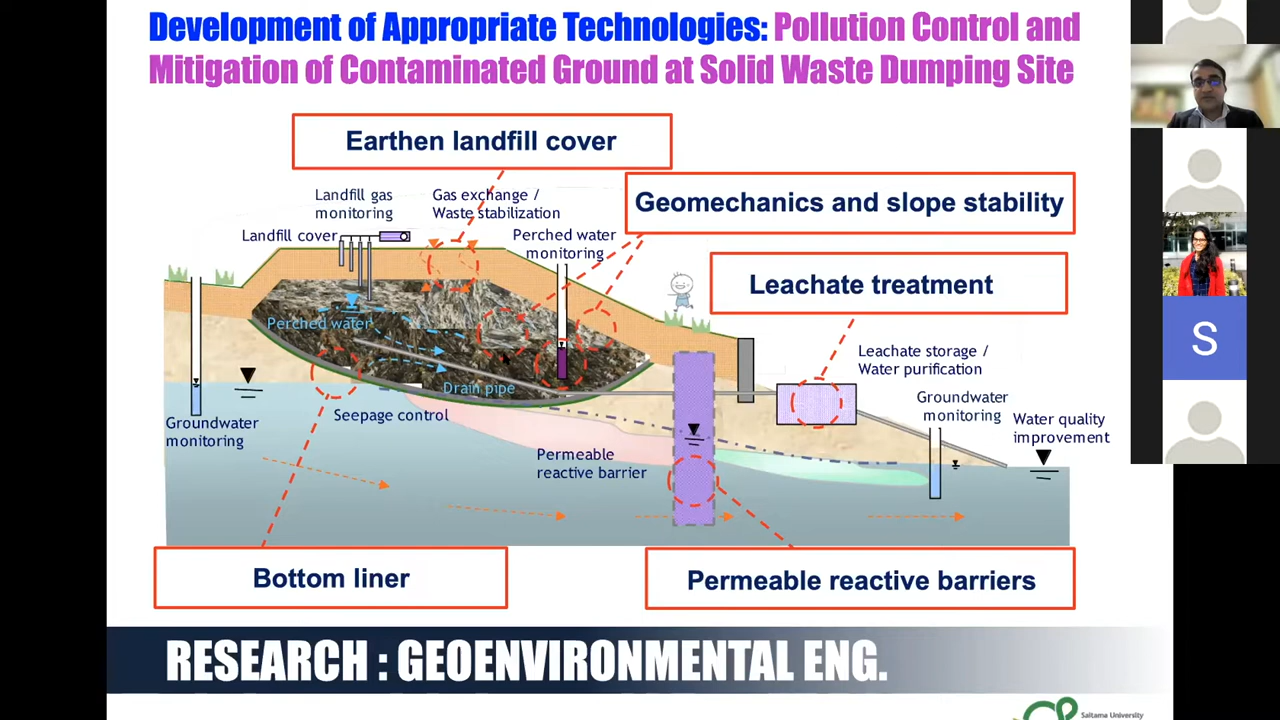 Development of Appropriate Technologies: Pollution Control and
Mitigation of Contaminated Ground at Solid Waste Dumping Site
Earthen landfill cover
Geomechanics and slope stability
Leachate treatment
Landfill gas
monitoring
Gas exchange /
Waste stabilization
Landfill cover
Perched water
monitoring
Perched water
Drain pipe
Seepage control
Groundwater
monitoring
Permeable
reactive barrier
Leachate storage /
Water purification
Groundwater
monitoring
Water quality
improvement
S
Bottom liner
Permeable reactive barriers
RESEARCH : GEOENVIRONMENTAL ENG.
Saitama University